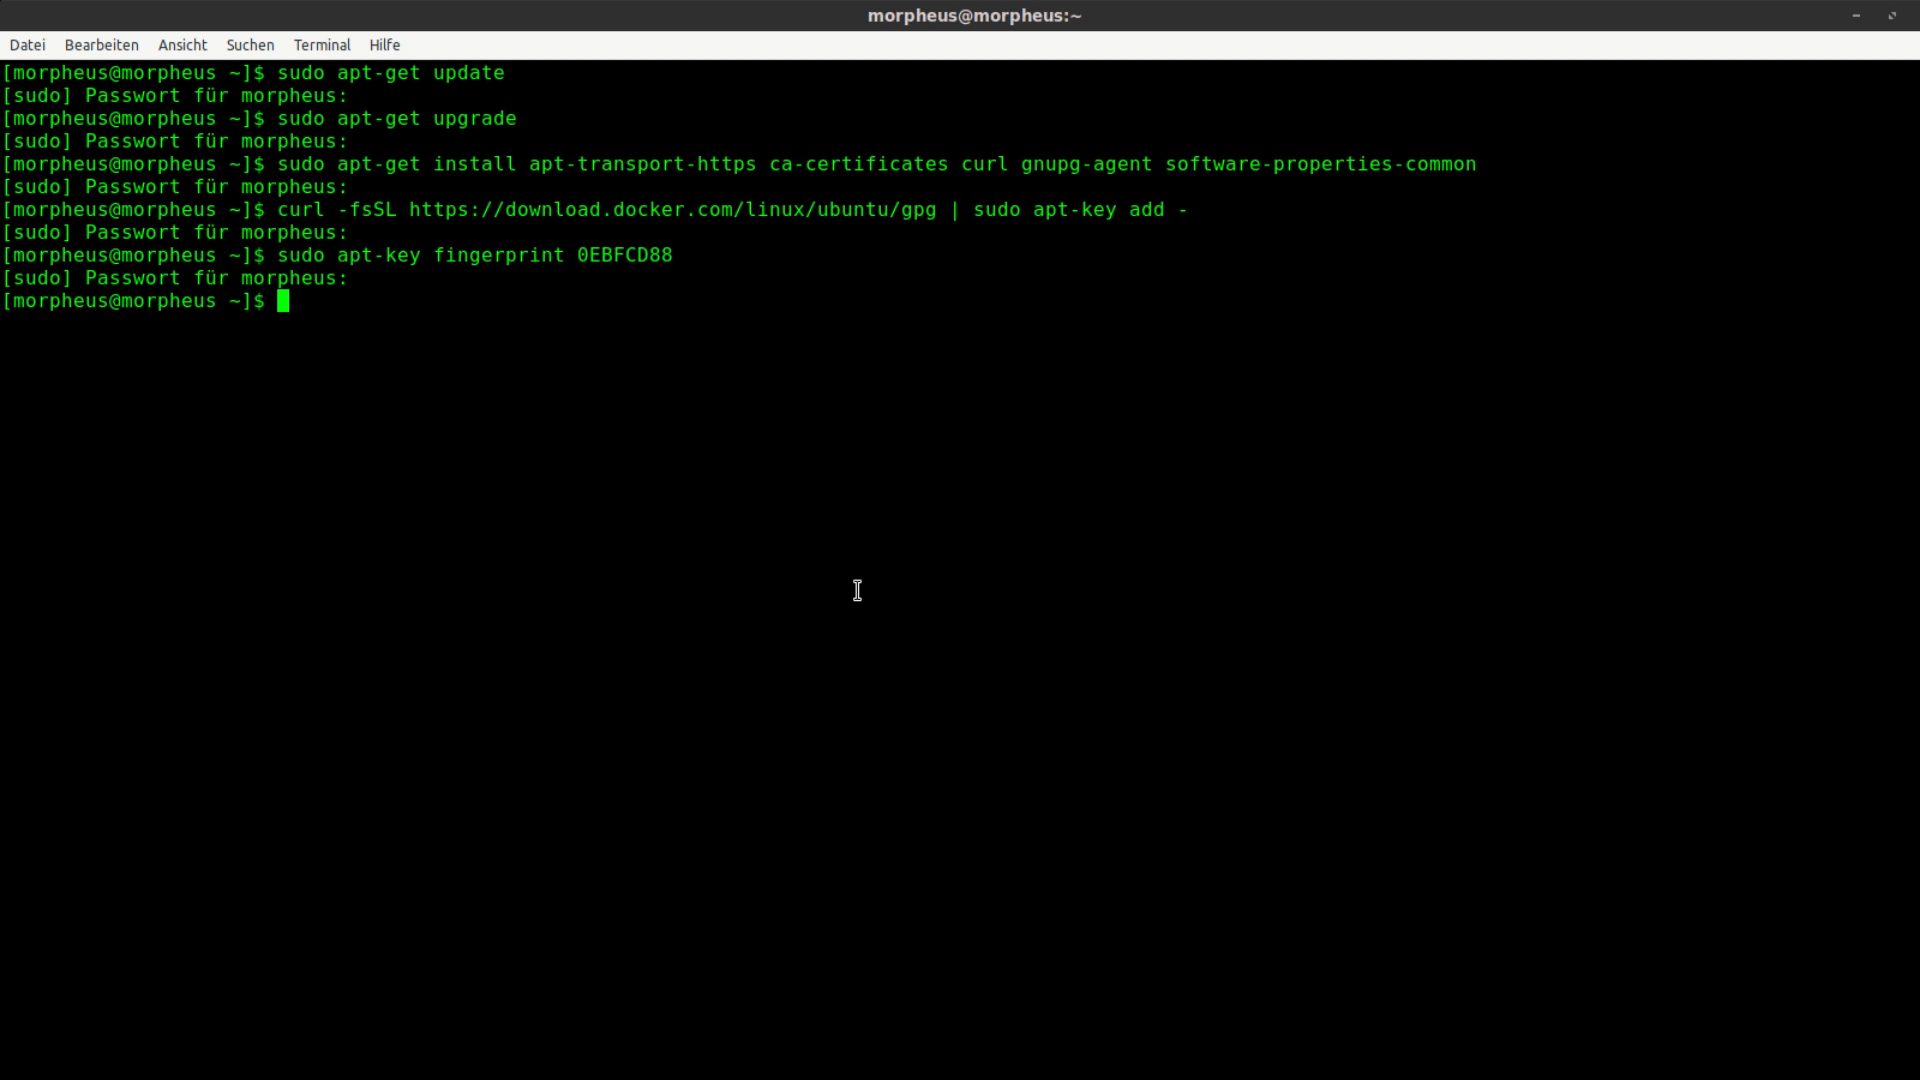 morpheus@morpheus:~
Datei Bearbeiten Ansicht Suchen Terminal Hilfe
[morpheus@morpheus ~]$ sudo apt-get update
[sudo] Passwort für morpheus:
[morpheus@morpheus ~]$ sudo apt-get upgrade
[sudo] Passwort für morpheus:
[morpheus@morpheus ~]$ sudo apt-get install apt-transport-https ca-certificates curl gnupg-agent software-properties-common
[sudo] Passwort für morpheus:
[morpheus@morpheus ~]$ curl -fsSL https://download.docker.com/linux/ubuntu/gpg | sudo apt-key add -
[sudo] Passwort für morpheus:
[morpheus@morpheus ~]$ sudo apt-key fingerprint 0EBFCD88
[sudo] Passwort für morpheus:
[morpheus@morpheus ~]$